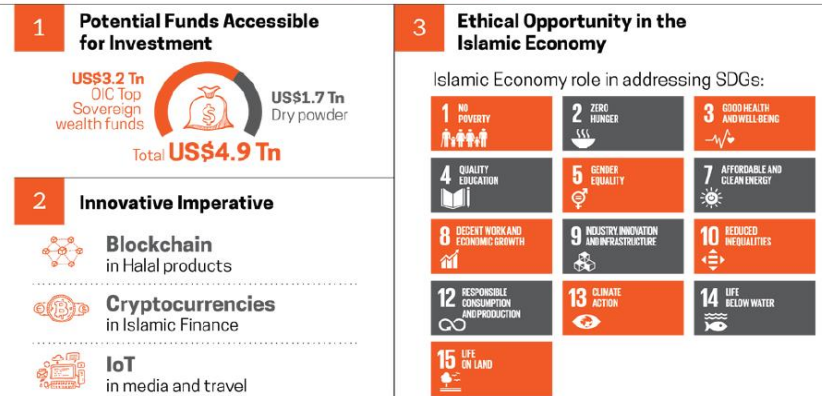 1
Potential Funds Accessible
for Investment
US$3.2 Tn
OIC Top
Sovereign
wealth funds
US$1.7 Tn
Dry powder
Total US$4.9 Tn
2
Innovative Imperative
Blockchain
in Halal products
Cryptocurrencies
in Islamic Finance
IoT
in media and travel
3
Ethical Opportunity in the
Islamic Economy
Islamic Economy role in addressing SDGs:
1 NO
POVERTY
2 ZERO
HUNGER
3 GOOD HEALTH
AND WELL-BEING
4 QUALITY
EDUCATION
5 GENDER
EQUALITY
7 AFFORDABLE AND
CLEAN ENERGY
8 DECENT WORK AND
ECONOMIC GROWTH
9 INDUSTRY, INNOVATION
AND INFRASTRUCTURE
10 REDUCED
INEQUALITIES
12 RESPONSIBLE
CONSUMPTION
AND PRODUCTION
13 CLIMATE
ACTION
14 LIFE
BELOW WATER
15 LIFE
ON LAND